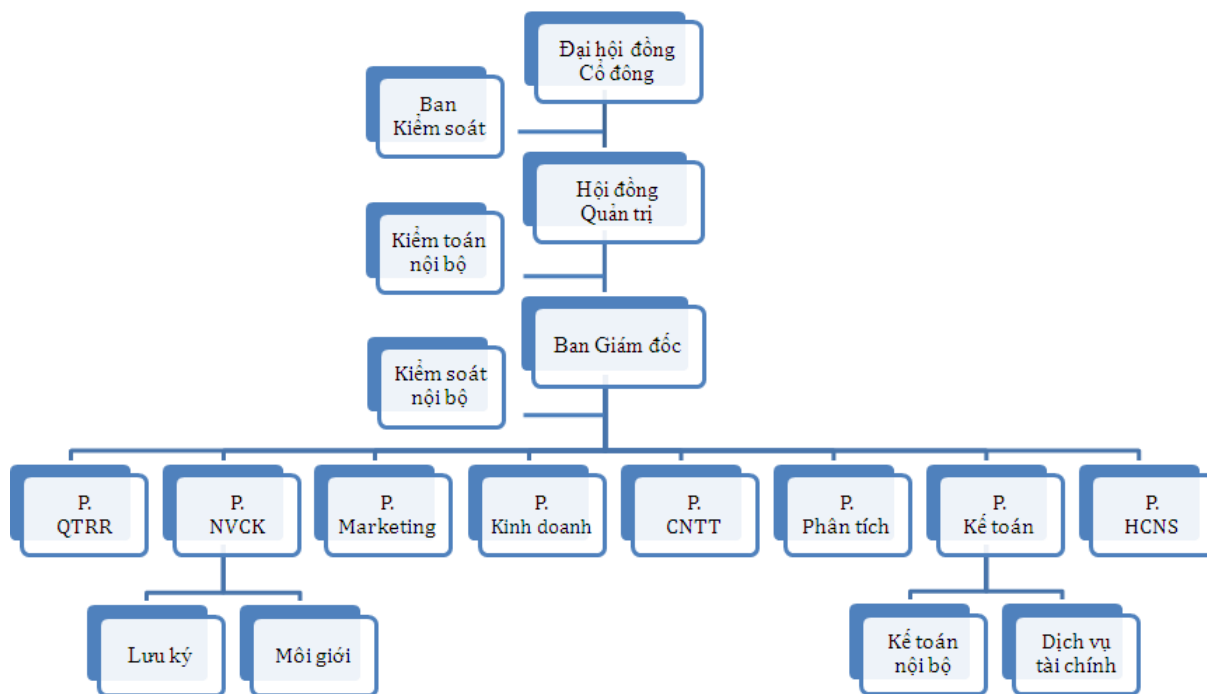 Đại hội đồng
Cổ đông
Ban
Kiểm soát
Hội đồng
Quản trị
Kiểm toán
nội bộ
Ban Giám đốc
Kiểm soát
nội bộ
P.
QTRR
P.
NVCK
P.
Marketing
P.
Kinh doanh
P.
CNTT
P.
Phân tích
P.
Kế toán
P.
HCNS
Lưu ký
Môi giới
Kế toán
nội bộ
Dịch vụ
tài chính